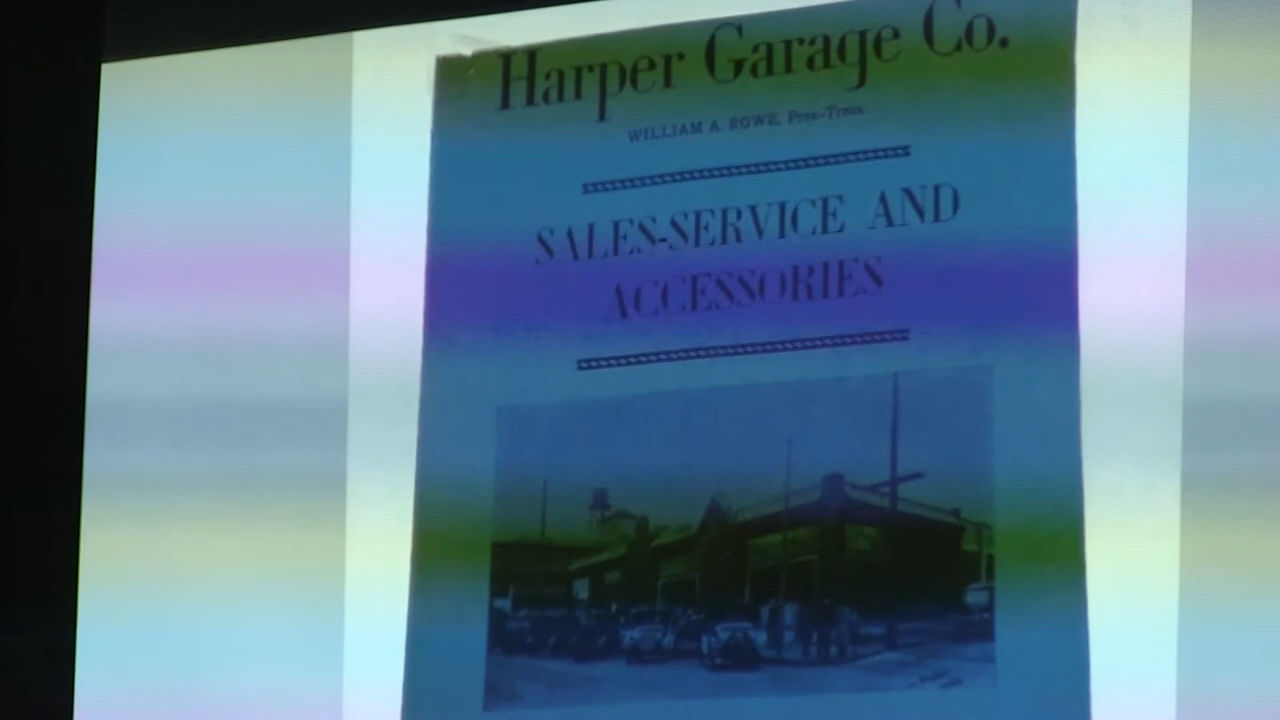 Harper Garage Co.
WILLIAM A. ROWE, Pres.-Treas.
SALES-SERVICE AND
ACCESSORIES